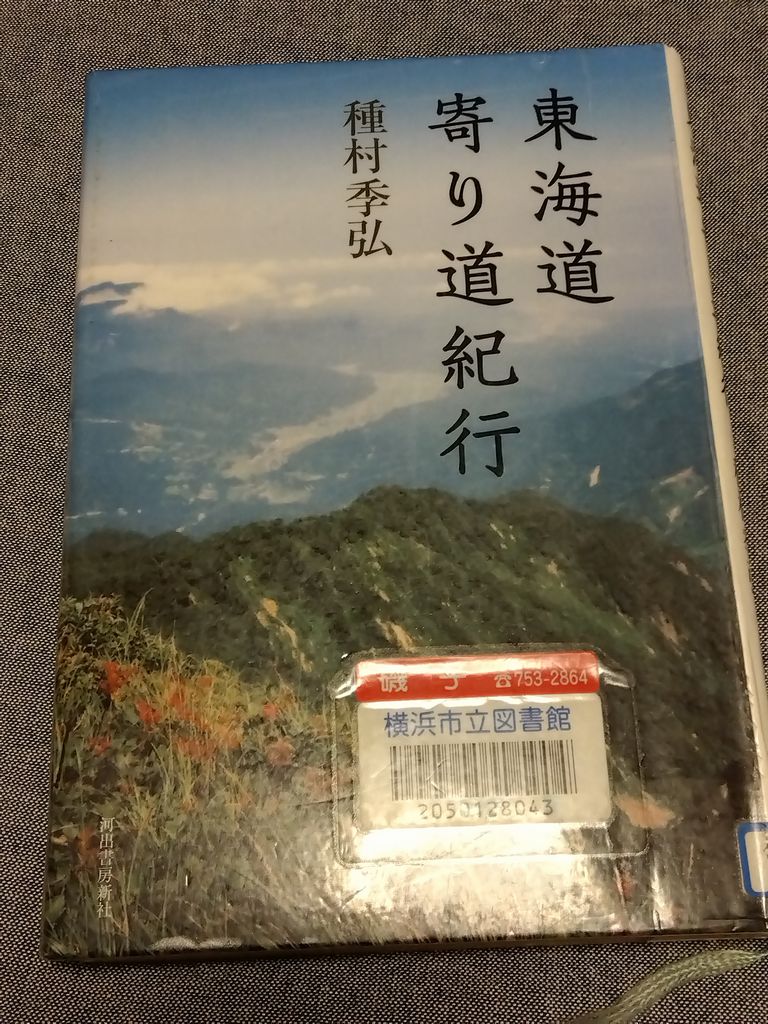 東海道
寄り道紀行
種村季弘
磯子 ☎753-2864
横浜市立図書館
2050128043
河出書房新社